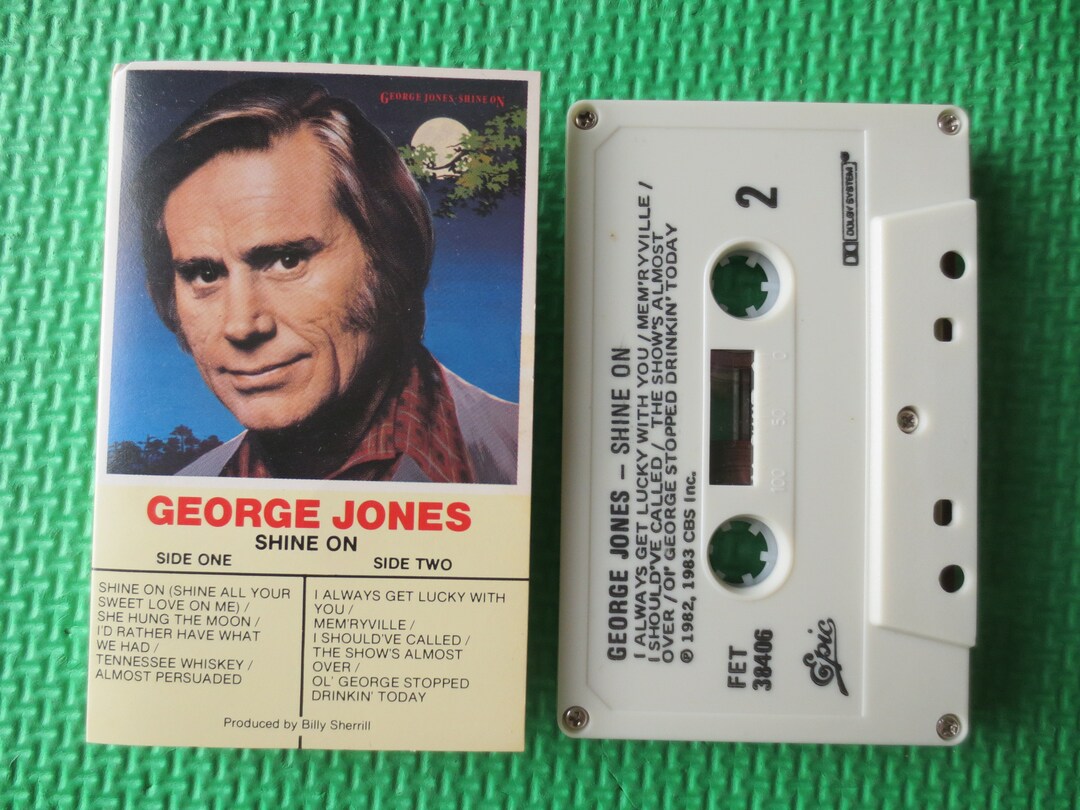 GEORGE JONES SHINE ON
GEORGE JONES
SHINE ON
SIDE ONE
SHINE ON (SHINE ALL YOUR
SWEET LOVE ON ME) /
SHE HUNG THE MOON /
I'D RATHER HAVE WHAT
WE HAD /
TENNESSEE WHISKEY /
ALMOST PERSUADED
SIDE TWO
I ALWAYS GET LUCKY WITH
YOU /
MEM'RYVILLE /
I SHOULD'VE CALLED /
THE SHOW'S ALMOST
OVER /
OL' GEORGE STOPPED
DRINKIN' TODAY
Produced by Billy Sherrill
GEORGE JONES – SHINE ON
I ALWAYS GET LUCKY WITH YOU / MEM'RYVILLE /
I SHOULD'VE CALLED / THE SHOW'S ALMOST
OVER / Ol' GEORGE STOPPED DRINKIN' TODAY
℗ 1982, 1983 CBS Inc.
2
DOLBY SYSTEM
100 50 0
FET
38406
Epic